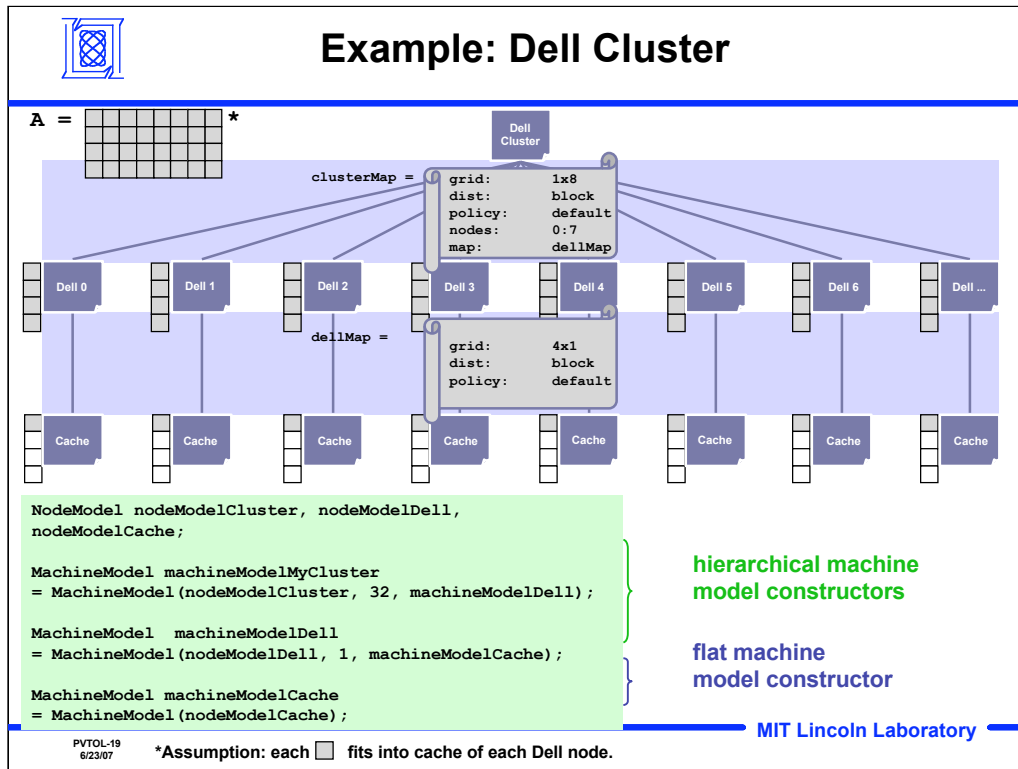 Example: Dell Cluster
A = *
Dell
Cluster
clusterMap =
grid: 1x8
dist: block
policy: default
nodes: 0:7
map: dellMap
Dell 0 Dell 1 Dell 2 Dell 3 Dell 4 Dell 5 Dell 6 Dell ...
dellMap =
grid: 4x1
dist: block
policy: default
Cache Cache Cache Cache Cache Cache Cache Cache
NodeModel nodeModelCluster, nodeModelDell,
nodeModelCache;
MachineModel machineModelMyCluster
= MachineModel(nodeModelCluster, 32, machineModelDell);
MachineModel machineModelDell
= MachineModel(nodeModelDell, 1, machineModelCache);
MachineModel machineModelCache
= MachineModel(nodeModelCache);
hierarchical machine
model constructors
flat machine
model constructor
MIT Lincoln Laboratory
PVTOL-19
6/23/07
*Assumption: each fits into cache of each Dell node.